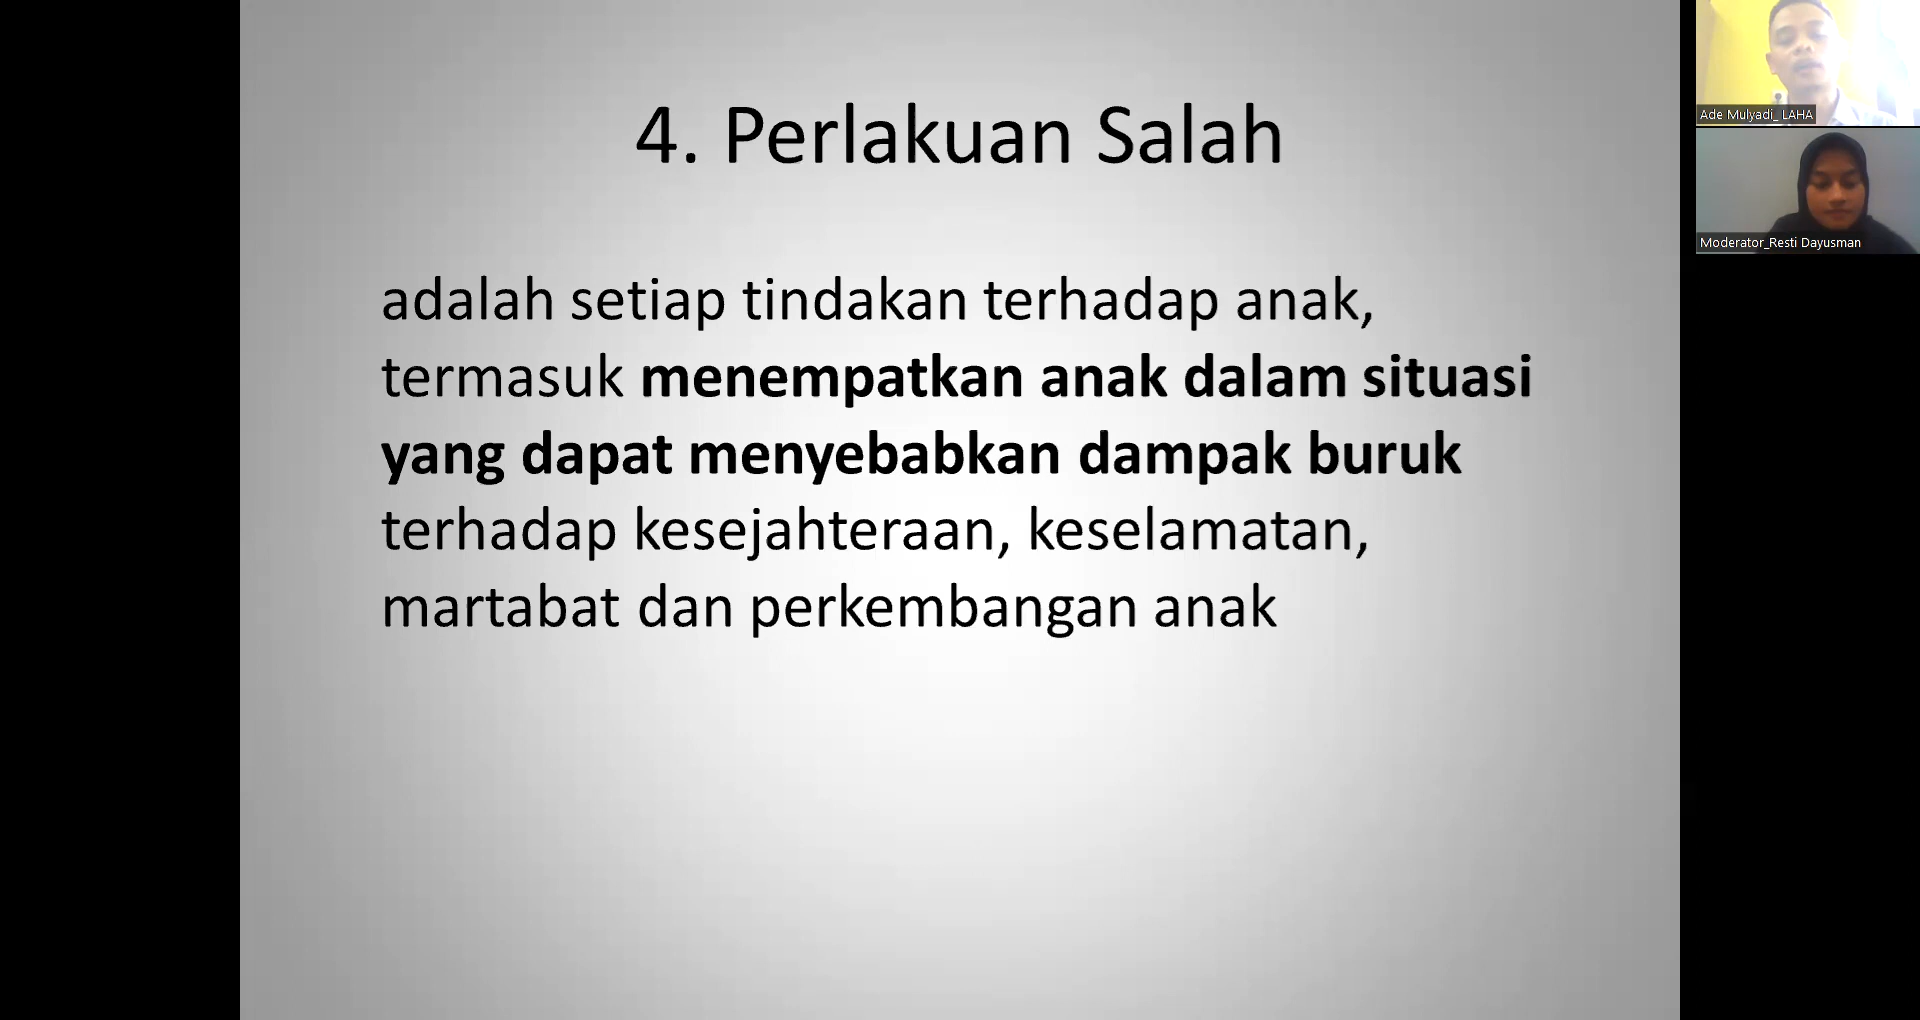 4. Perlakuan Salah
adalah setiap tindakan terhadap anak,
termasuk menempatkan anak dalam situasi
yang dapat menyebabkan dampak buruk
terhadap kesejahteraan, keselamatan,
martabat dan perkembangan anak
Ade Mulyadi_ LAHA
Moderator_Resti Dayusman